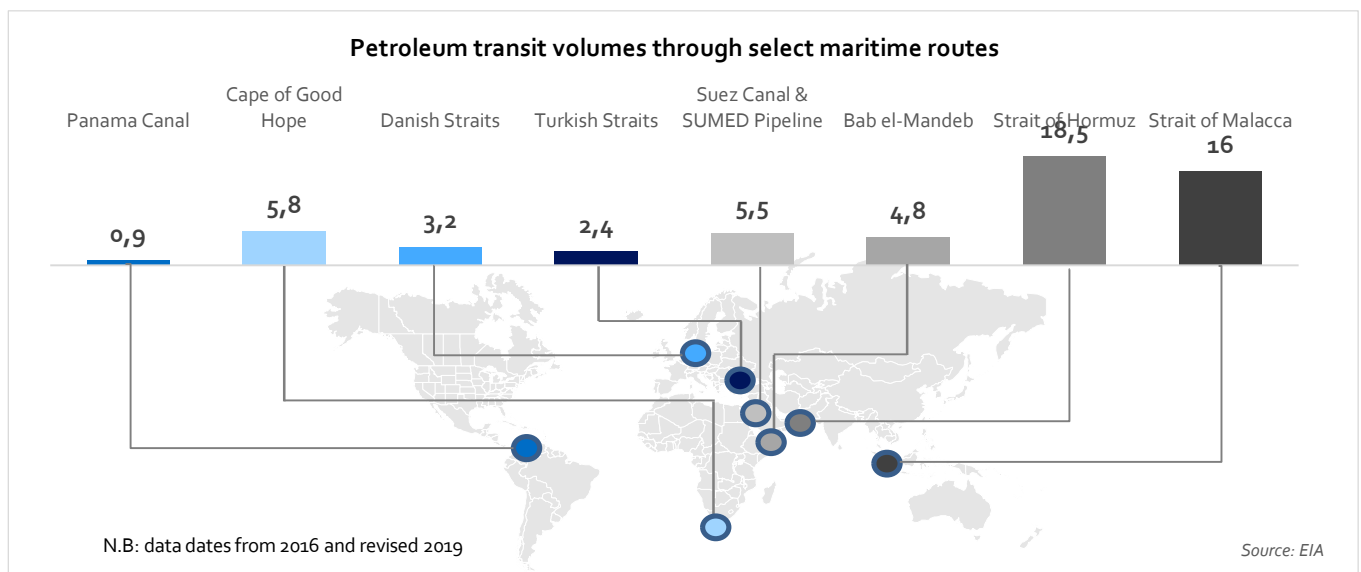 Petroleum transit volumes through select maritime routes
Panama Canal
Cape of Good
Hope
Danish Straits
Turkish Straits
Suez Canal &
SUMED Pipeline
Bab el-Mandeb
Strait of Hormuz
Strait of Malacca
0,9
5,8
3,2
2,4
5,5
4,8
18,5
16
N.B: data dates from 2016 and revised 2019
Source: EIA